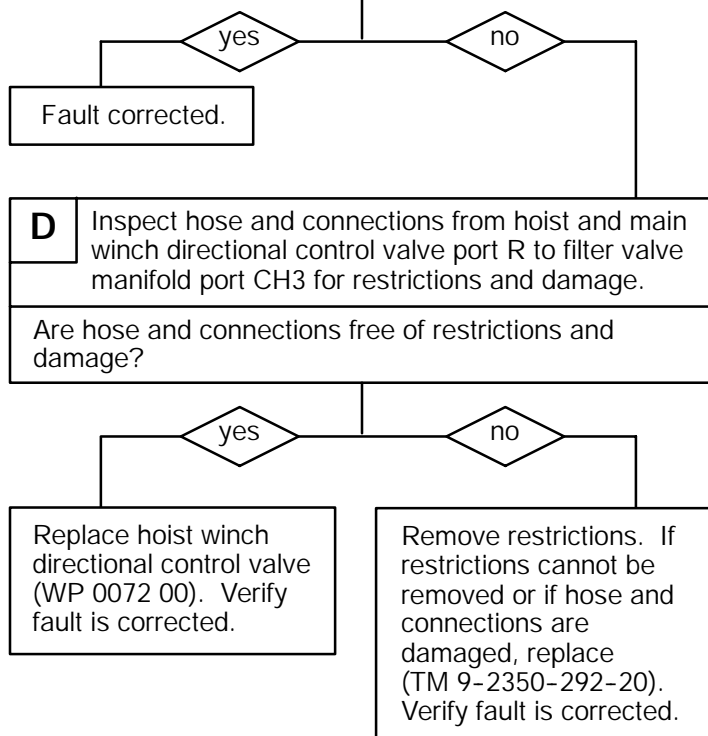 yes
no
Fault corrected.
D
Inspect hose and connections from hoist and main
winch directional control valve port R to filter valve
manifold port CH3 for restrictions and damage.
Are hose and connections free of restrictions and
damage?
yes
no
Replace hoist winch
directional control valve
(WP 0072 00). Verify
fault is corrected.
Remove restrictions. If
restrictions cannot be
removed or if hose and
connections are
damaged, replace
(TM 9-2350-292-20).
Verify fault is corrected.